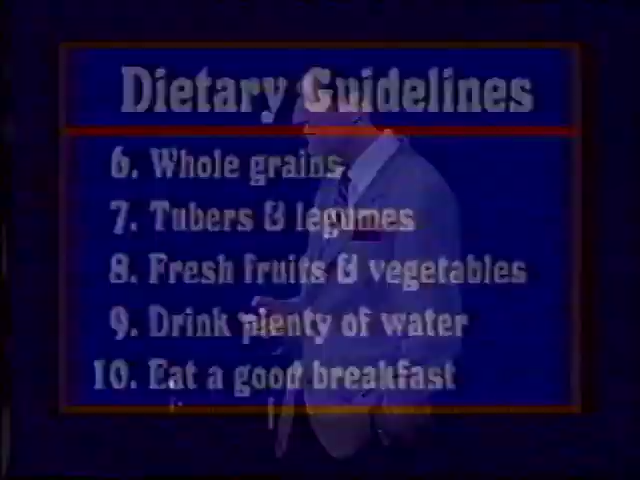 Dietary Guidelines
6. Whole grains
7. Tubers & legumes
8. Fresh fruits & vegetables
9. Drink plenty of water
10. Eat a good breakfast